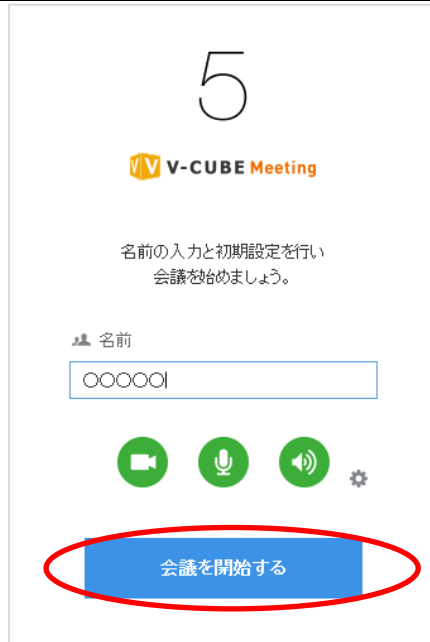 5
V-CUBE Meeting
名前の入力と初期設定を行い
会議を始めましょう。
名前
〇〇〇〇〇
会議を開始する